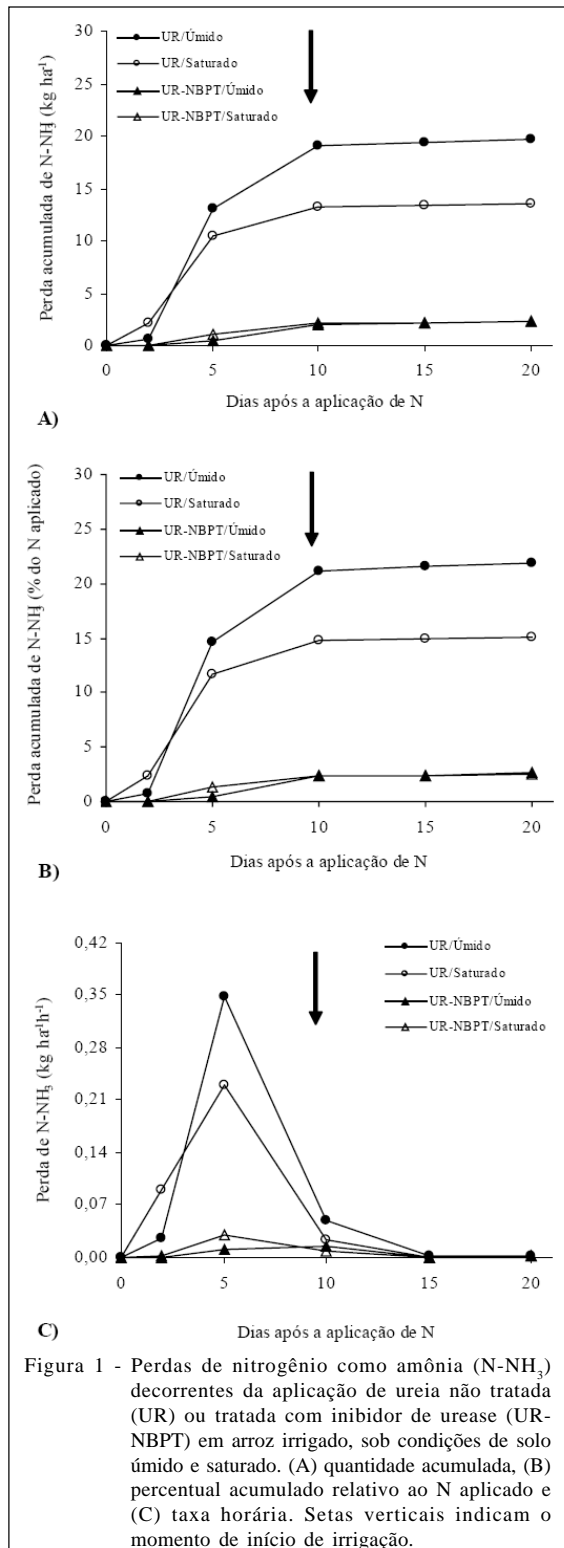 30
25
20
15
10
5
0
Perda acumulada de N-NH3 (kg ha-1)
UR/Úmido
UR/Saturado
UR-NBPT/Úmido
UR-NBPT/Saturado
0 5 10 15 20
Dias após a aplicação de N
A)
30
25
20
15
10
5
0
Perda acumulada de N-NH3 (% do N aplicado)
UR/Úmido
UR/Saturado
UR-NBPT/Úmido
UR-NBPT/Saturado
0 5 10 15 20
Dias após a aplicação de N
B)
0,42
0,35
0,28
0,21
0,14
0,07
0,00
Perda de N-NH3 (kg ha-1h-1)
UR/Úmido
UR/Saturado
UR-NBPT/Úmido
UR-NBPT/Saturado
0 5 10 15 20
Dias após a aplicação de N
C)
Figura 1 - Perdas de nitrogênio como amônia (N-NH3)
decorrentes da aplicação de ureia não tratada
(UR) ou tratada com inibidor de urease (UR-
NBPT) em arroz irrigado, sob condições de solo
úmido e saturado. (A) quantidade acumulada, (B)
percentual acumulado relativo ao N aplicado e
(C) taxa horária. Setas verticais indicam o
momento de início de irrigação.